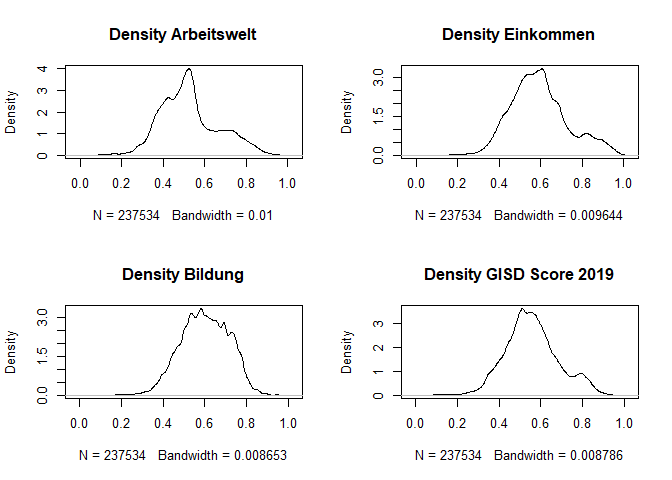 Density Arbeitswelt
Density
4
3
2
1
0
0.0 0.2 0.4 0.6 0.8 1.0
N = 237534 Bandwidth = 0.01
Density Einkommen
Density
3.0
1.5
0.0
0.0 0.2 0.4 0.6 0.8 1.0
N = 237534 Bandwidth = 0.009644
Density Bildung
Density
3.0
1.5
0.0
0.0 0.2 0.4 0.6 0.8 1.0
N = 237534 Bandwidth = 0.008653
Density GISD Score 2019
Density
3
2
1
0
0.0 0.2 0.4 0.6 0.8 1.0
N = 237534 Bandwidth = 0.008786